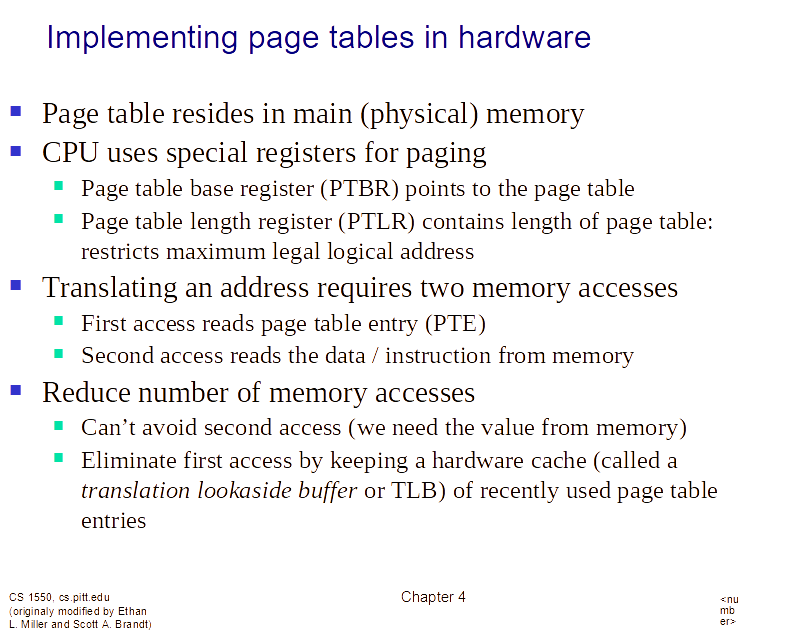 Implementing page tables in hardware
Page table resides in main (physical) memory
CPU uses special registers for paging
Page table base register (PTBR) points to the page table
Page table length register (PTLR) contains length of page table:
restricts maximum legal logical address
Translating an address requires two memory accesses
First access reads page table entry (PTE)
Second access reads the data / instruction from memory
Reduce number of memory accesses
Can’t avoid second access (we need the value from memory)
Eliminate first access by keeping a hardware cache (called a
translation lookaside buffer or TLB) of recently used page table
entries
CS 1550, cs.pitt.edu
(originaly modified by Ethan
L. Miller and Scott A. Brandt)
Chapter 4
<nu
mb
er>